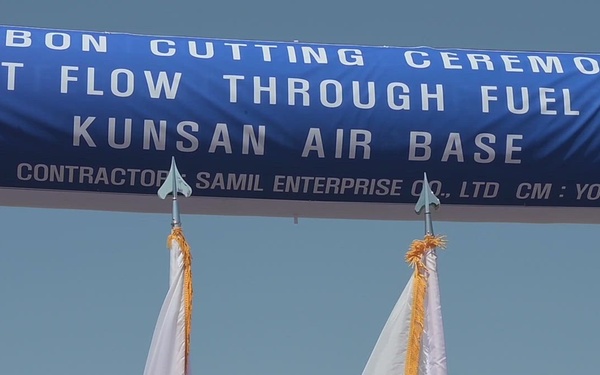 BON CUTTING CEREMO
T FLOW THROUGH FUEL
KUNSAN AIR BASE
CONTRACTOR : SAMIL ENTERPRISE CO., LTD CM : YO